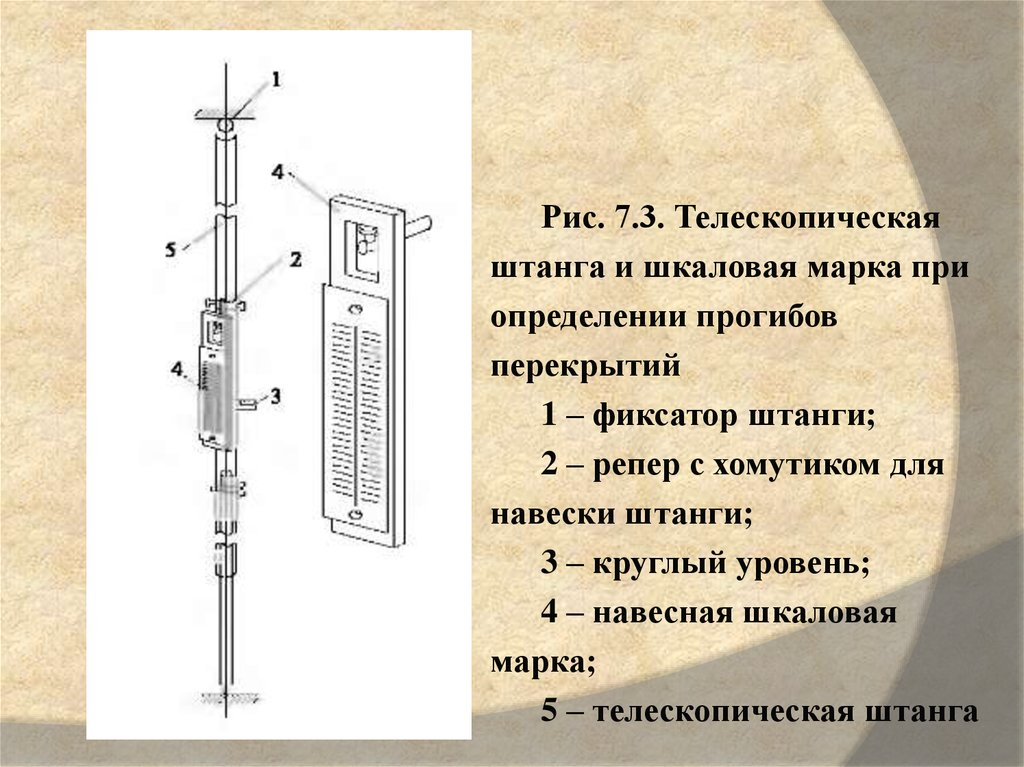 1
4
5
2
4
3
Рис. 7.3. Телескопическая
штанга и шкаловая марка при
определении прогибов
перекрытий
1 – фиксатор штанги;
2 – репер с хомутиком для
навески штанги;
3 – круглый уровень;
4 – навесная шкаловая
марка;
5 – телескопическая штанга